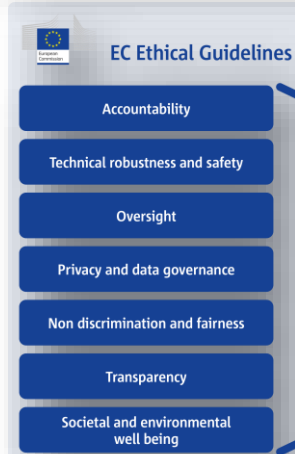 European
Commission
EC Ethical Guidelines
Accountability
Technical robustness and safety
Oversight
Privacy and data governance
Non discrimination and fairness
Transparency
Societal and environmental
well being